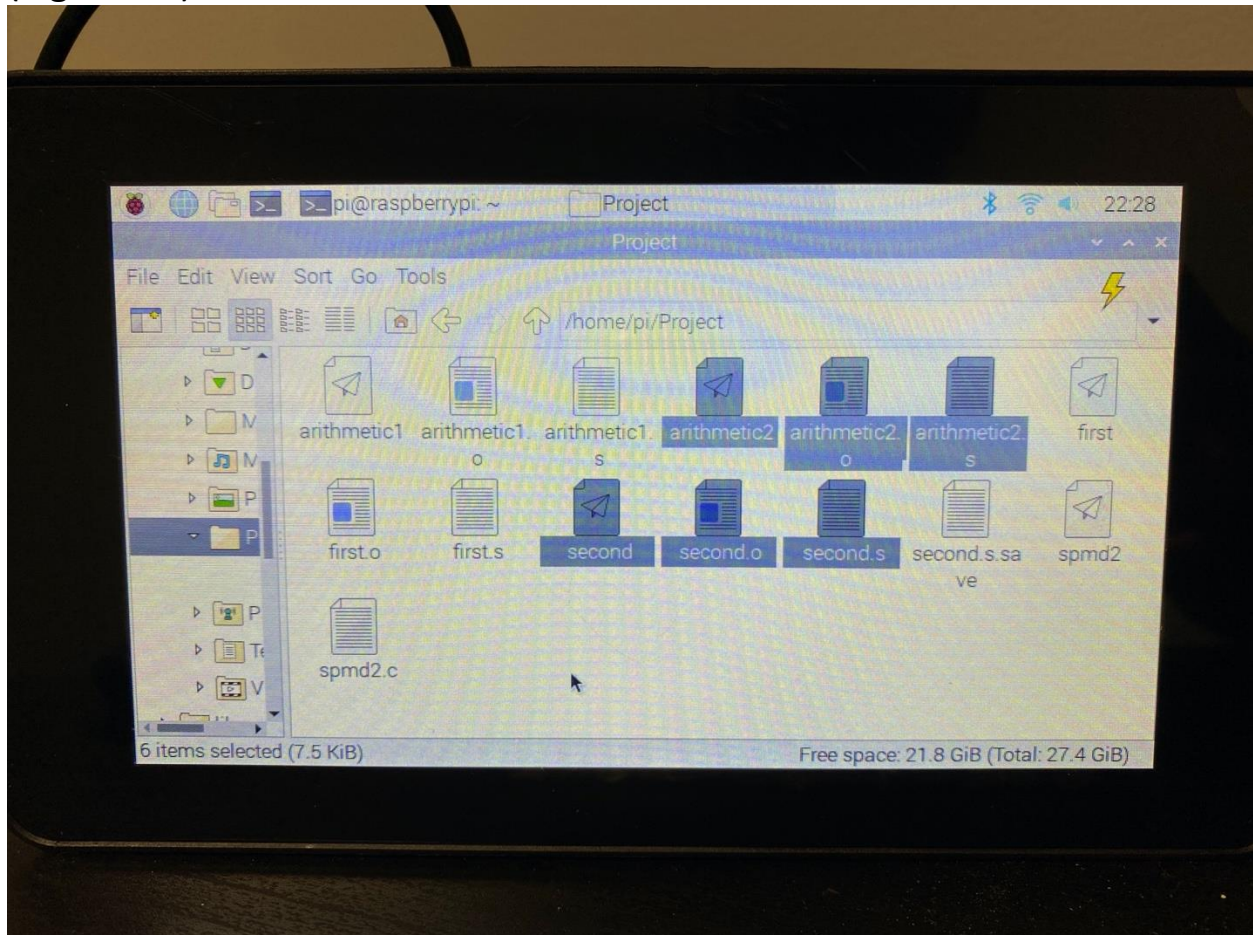 pi@raspberrypi: ~ Project 22:28
Project
File Edit View Sort Go Tools
/home/pi/Project
D
M
M
P
P
P
Te
V
arithmetic1 arithmetic1. arithmetic1. arithmetic2 arithmetic2. arithmetic2. first
o s o s
first.o first.s second second.o second.s second.s.sa spmd2
ve
spmd2.c
6 items selected (7.5 KiB) Free space: 21.8 GiB (Total: 27.4 GiB)